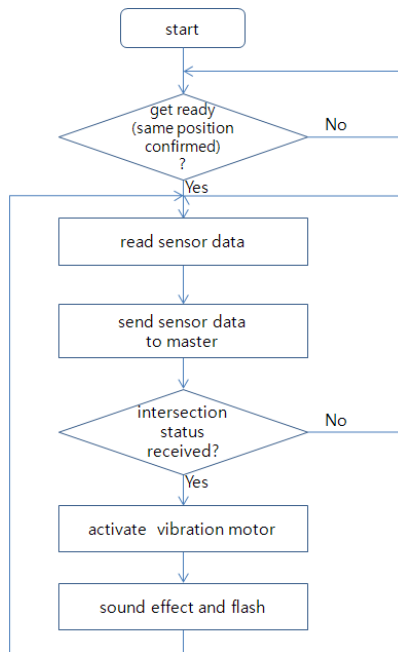 start
get ready
(same position
confirmed)
?
No
Yes
read sensor data
send sensor data
to master
intersection
status
received?
No
Yes
activate vibration motor
sound effect and flash